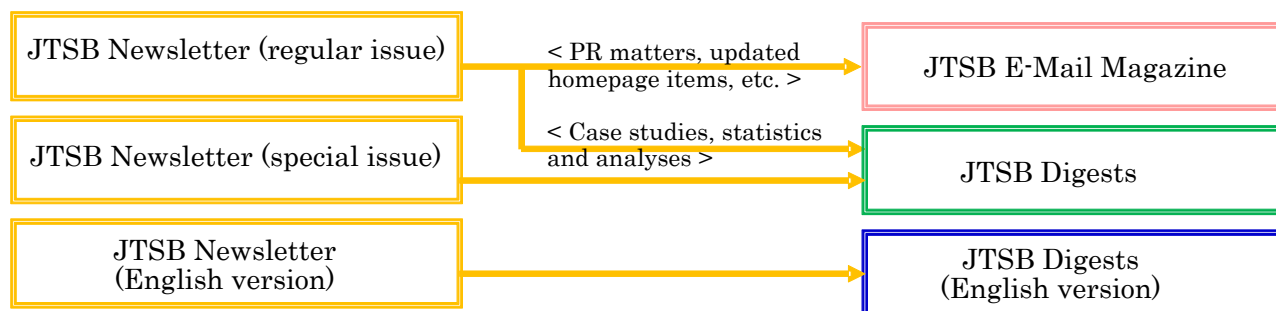 JTSB Newsletter (regular issue)
< PR matters, updated
homepage items, etc. >
JTSB E-Mail Magazine
JTSB Newsletter (special issue)
< Case studies, statistics
and analyses >
JTSB Digests
JTSB Newsletter
(English version)
JTSB Digests
(English version)